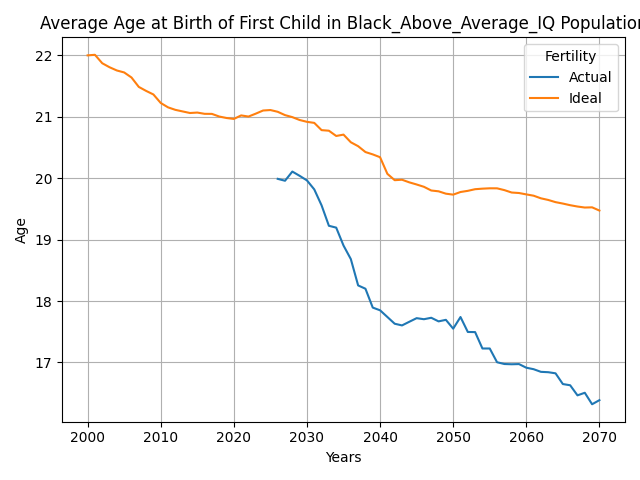 Average Age at Birth of First Child in Black_Above_Average_IQ Population
Fertility
Actual
Ideal
22
21
20
19
18
17
Age
2000 2010 2020 2030 2040 2050 2060 2070
Years